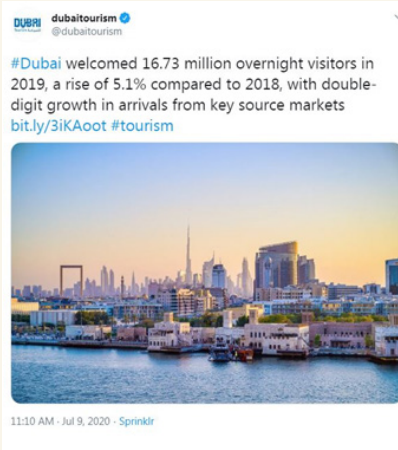 DUBAI
dubaitourism
@dubaitourism
#Dubai welcomed 16.73 million overnight visitors in
2019, a rise of 5.1% compared to 2018, with double-
digit growth in arrivals from key source markets
bit.ly/3iKAoot #tourism
11:10 AM · Jul 9, 2020 · Sprinklr